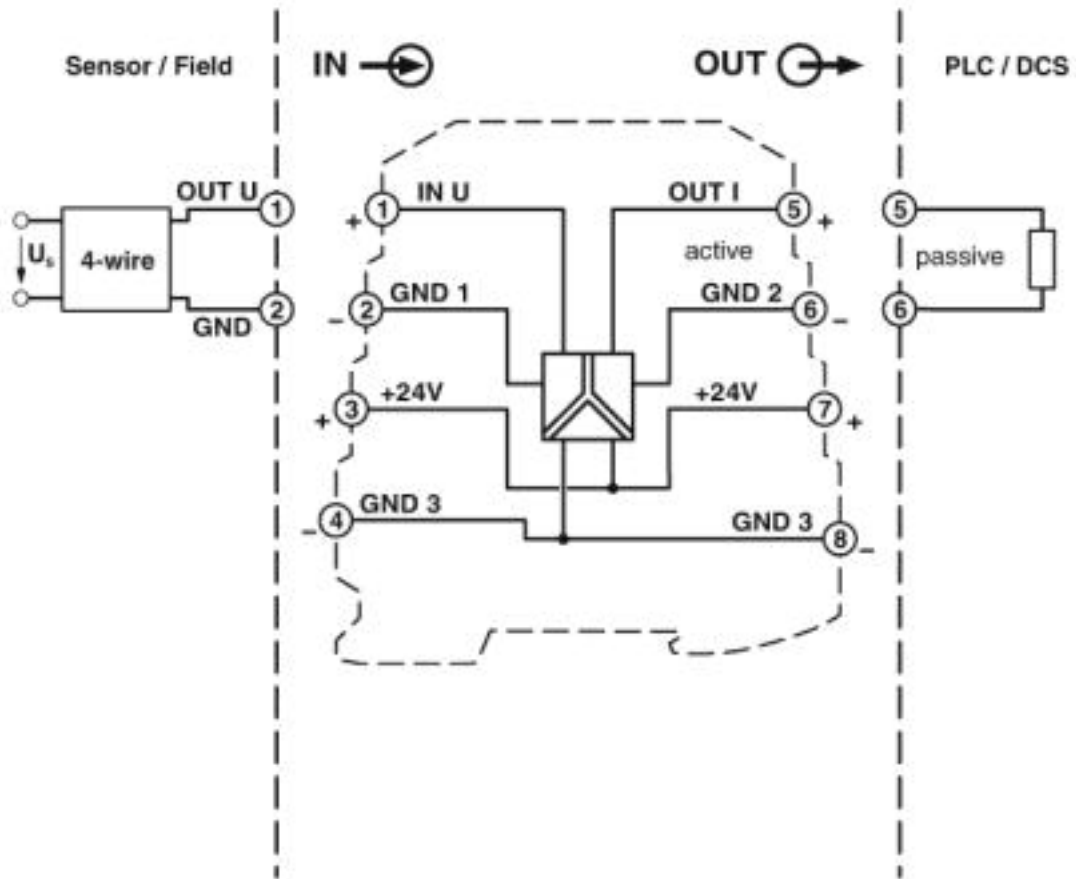 Sensor / Field
IN
OUT
PLC / DCS
OUT U
1
1
IN U
OUT I
5
5
+
+
Us
4-wire
active
passive
GND
2
2
GND 1
GND 2
6
6
-
-
3
+24V
+24V
7
+
+
4
GND 3
GND 3
8
-
-